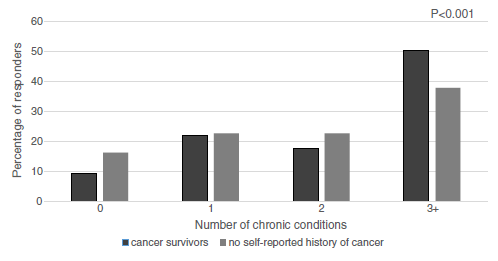 P<0.001
Percentage of responders
60
50
40
30
20
10
0
0 1 2 3+
Number of chronic conditions
cancer survivors no self-reported history of cancer